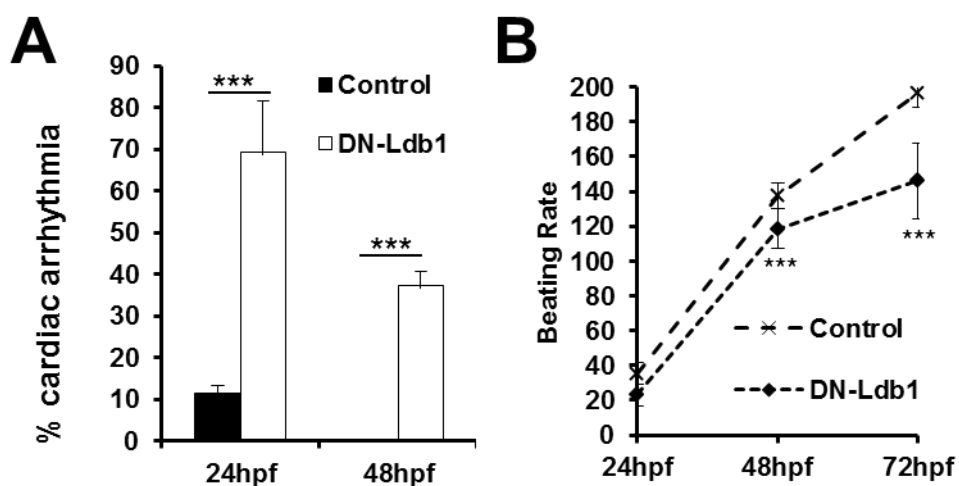 A
% cardiac arrhythmia
90
80
70
60
50
40
30
20
10
0
***
***
Control
DN-Ldb1
24hpf
48hpf
B
Beating Rate
200
180
160
140
120
100
80
60
40
20
0
***
***
Control
DN-Ldb1
24hpf
48hpf
72hpf